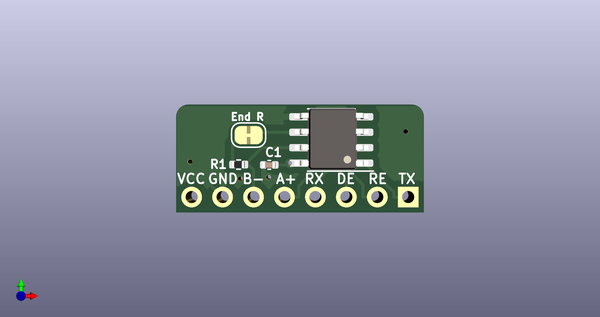 End R
C1
R1
VCC GND B- A+ RX DE RE TX